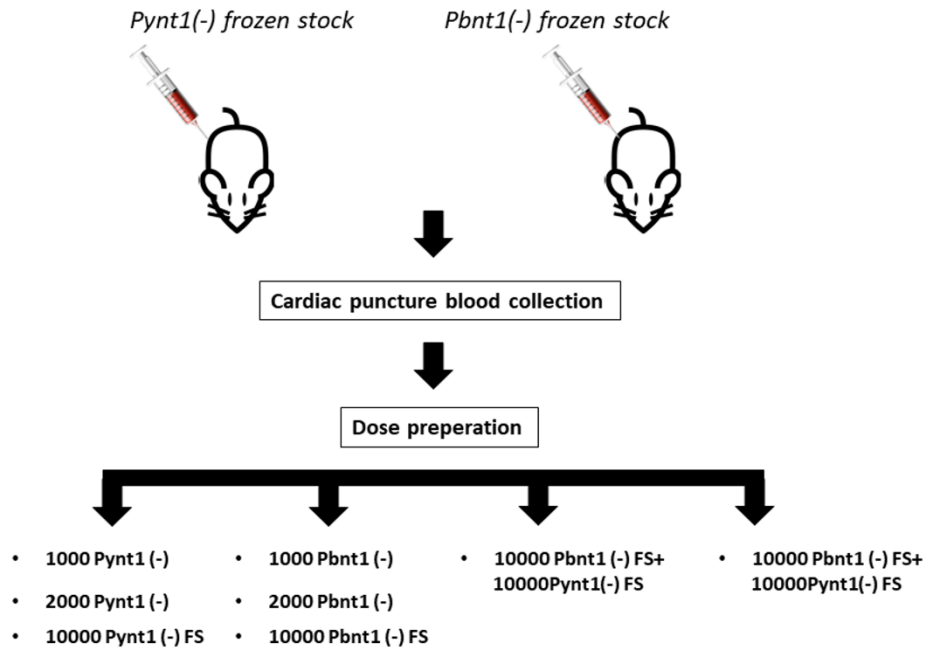 Pynt1(-) frozen stock
Pbnt1(-) frozen stock
Cardiac puncture blood collection
Dose preperation
• 1000 Pynt1 (-)
• 2000 Pynt1 (-)
• 10000 Pynt1 (-) FS
• 1000 Pbnt1 (-)
• 2000 Pbnt1 (-)
• 10000 Pbnt1 (-) FS
• 10000 Pbnt1 (-) FS+
10000Pynt1(-) FS
• 10000 Pbnt1 (-) FS+
10000Pynt1(-) FS